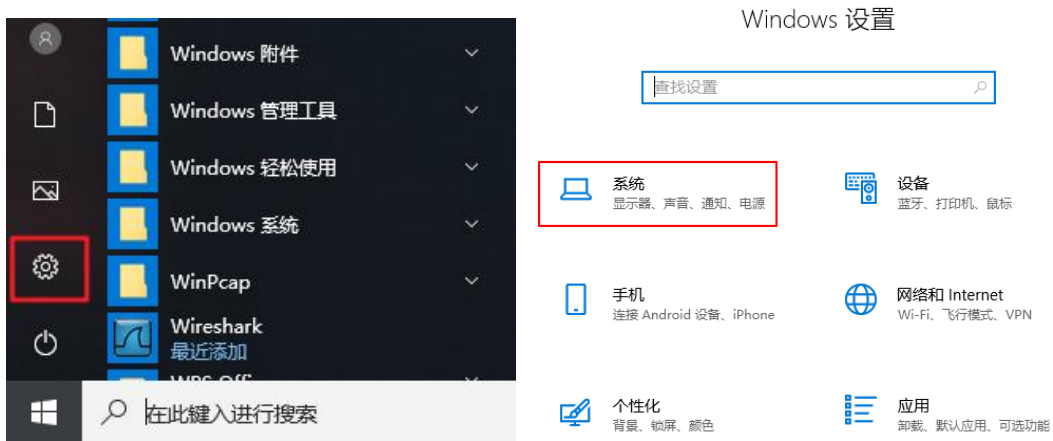 Windows 附件
Windows 管理工具
Windows 轻松使用
Windows 系统
WinPcap
Wireshark
最近添加
在此键入进行搜索
Windows 设置
查找设置
系统
显示器、声音、通知、电源
设备
蓝牙、打印机、鼠标
手机
连接 Android 设备、iPhone
网络和 Internet
Wi-Fi、飞行模式、VPN
个性化
背景、锁屏、颜色
应用
卸载、默认应用、可选功能